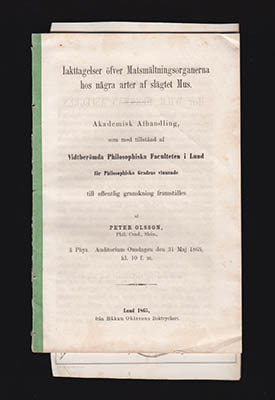 Iakttagelser öfver Matsmältningsorganerna
hos några arter af slägtet Mus.
Akademisk Afhandling,
som med tillstånd af
Vidtberömda Philosophiska Faculteten i Lund
för Philosophiska Gradens vinnande
till offentlig granskning framställes
af
PETER OLSSON,
Phil. Cand., Skån.,
å Phys. Auditorium Onsdagen den 31 Maj 1865,
kl. 10 f. m.
Lund 1865,
från Håkan Ohlssons Boktryckeri.